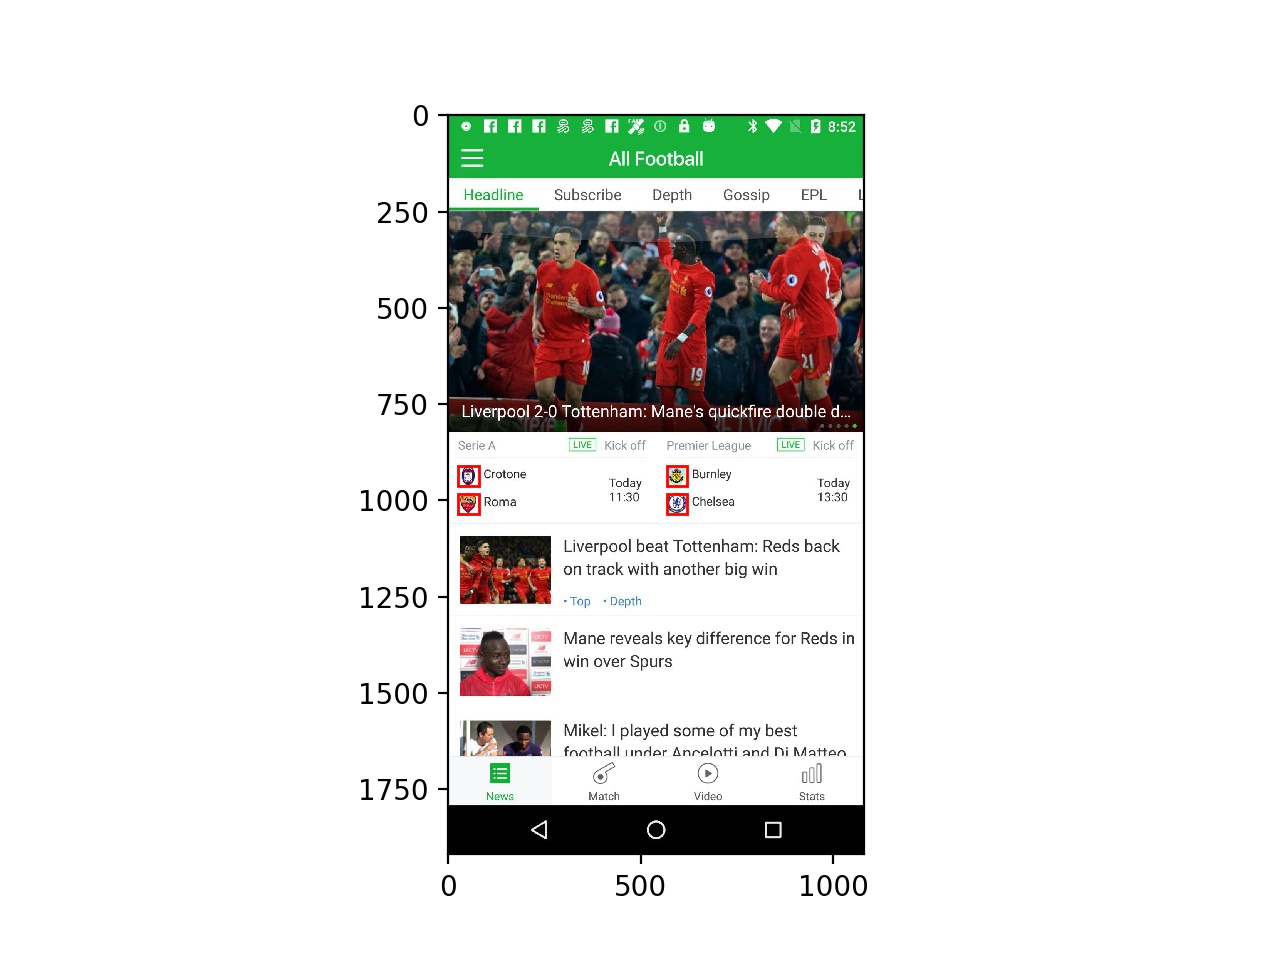 0
250
500
750
1000
1250
1500
1750
0
500
1000
8:52
All Football
Headline Subscribe Depth Gossip EPL
19
21
Liverpool 2-0 Tottenham: Mane's quickfire double d...
Serie A LIVE Kick off
Crotone
Roma
Today
11:30
Premier League LIVE Kick off
Burnley
Chelsea
Today
13:30
Liverpool beat Tottenham: Reds back
on track with another big win
• Top • Depth
Mane reveals key difference for Reds in
win over Spurs
Mikel: I played some of my best
football under Ancelotti and Di Matteo
News Match Video Stats